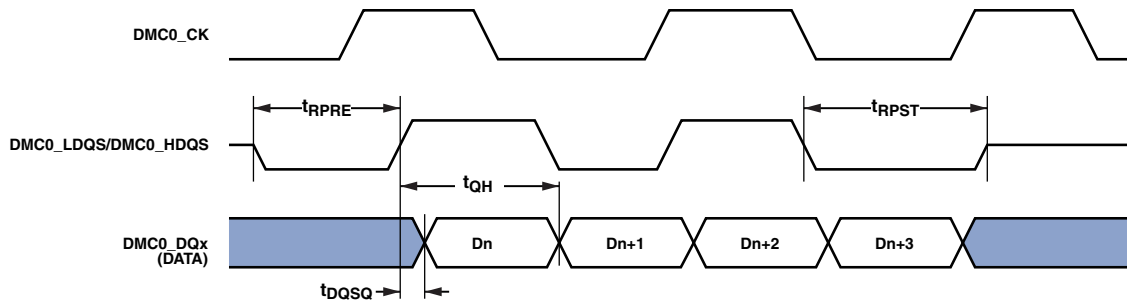 DMC0_CK
tRPRE
tRPST
DMC0_LDQS/DMC0_HDQS
tQH
DMC0_DQx
(DATA)
Dn
Dn+1
Dn+2
Dn+3
tDQSQ